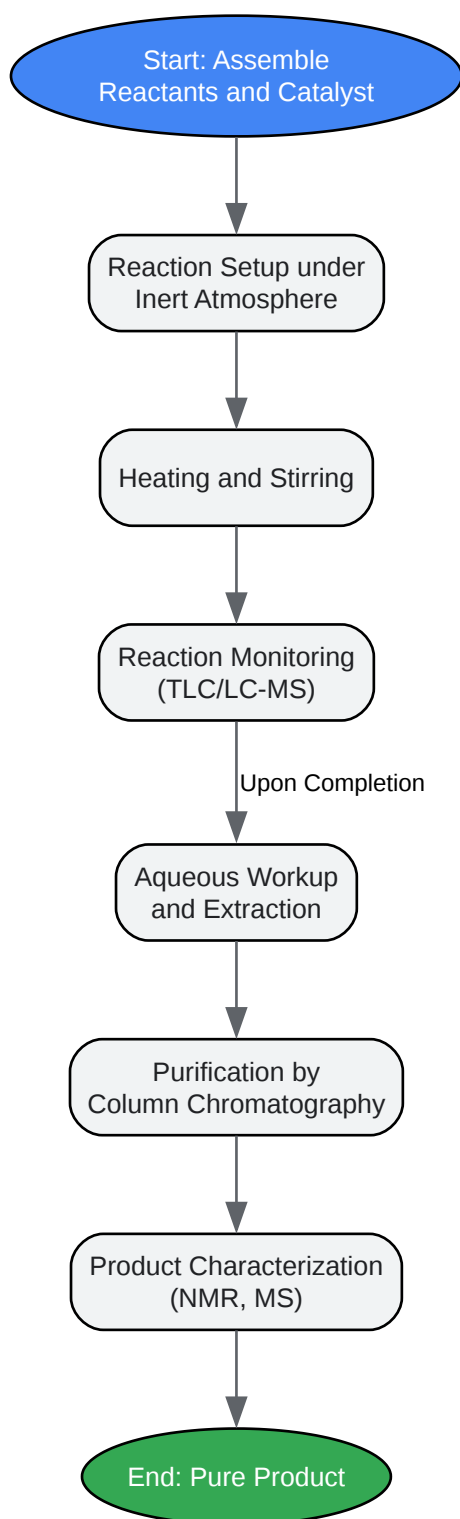 Start: Assemble
Reactants and Catalyst
Reaction Setup under
Inert Atmosphere
Heating and Stirring
Reaction Monitoring
(TLC/LC-MS)
Upon Completion
Aqueous Workup
and Extraction
Purification by
Column Chromatography
Product Characterization
(NMR, MS)
End: Pure Product